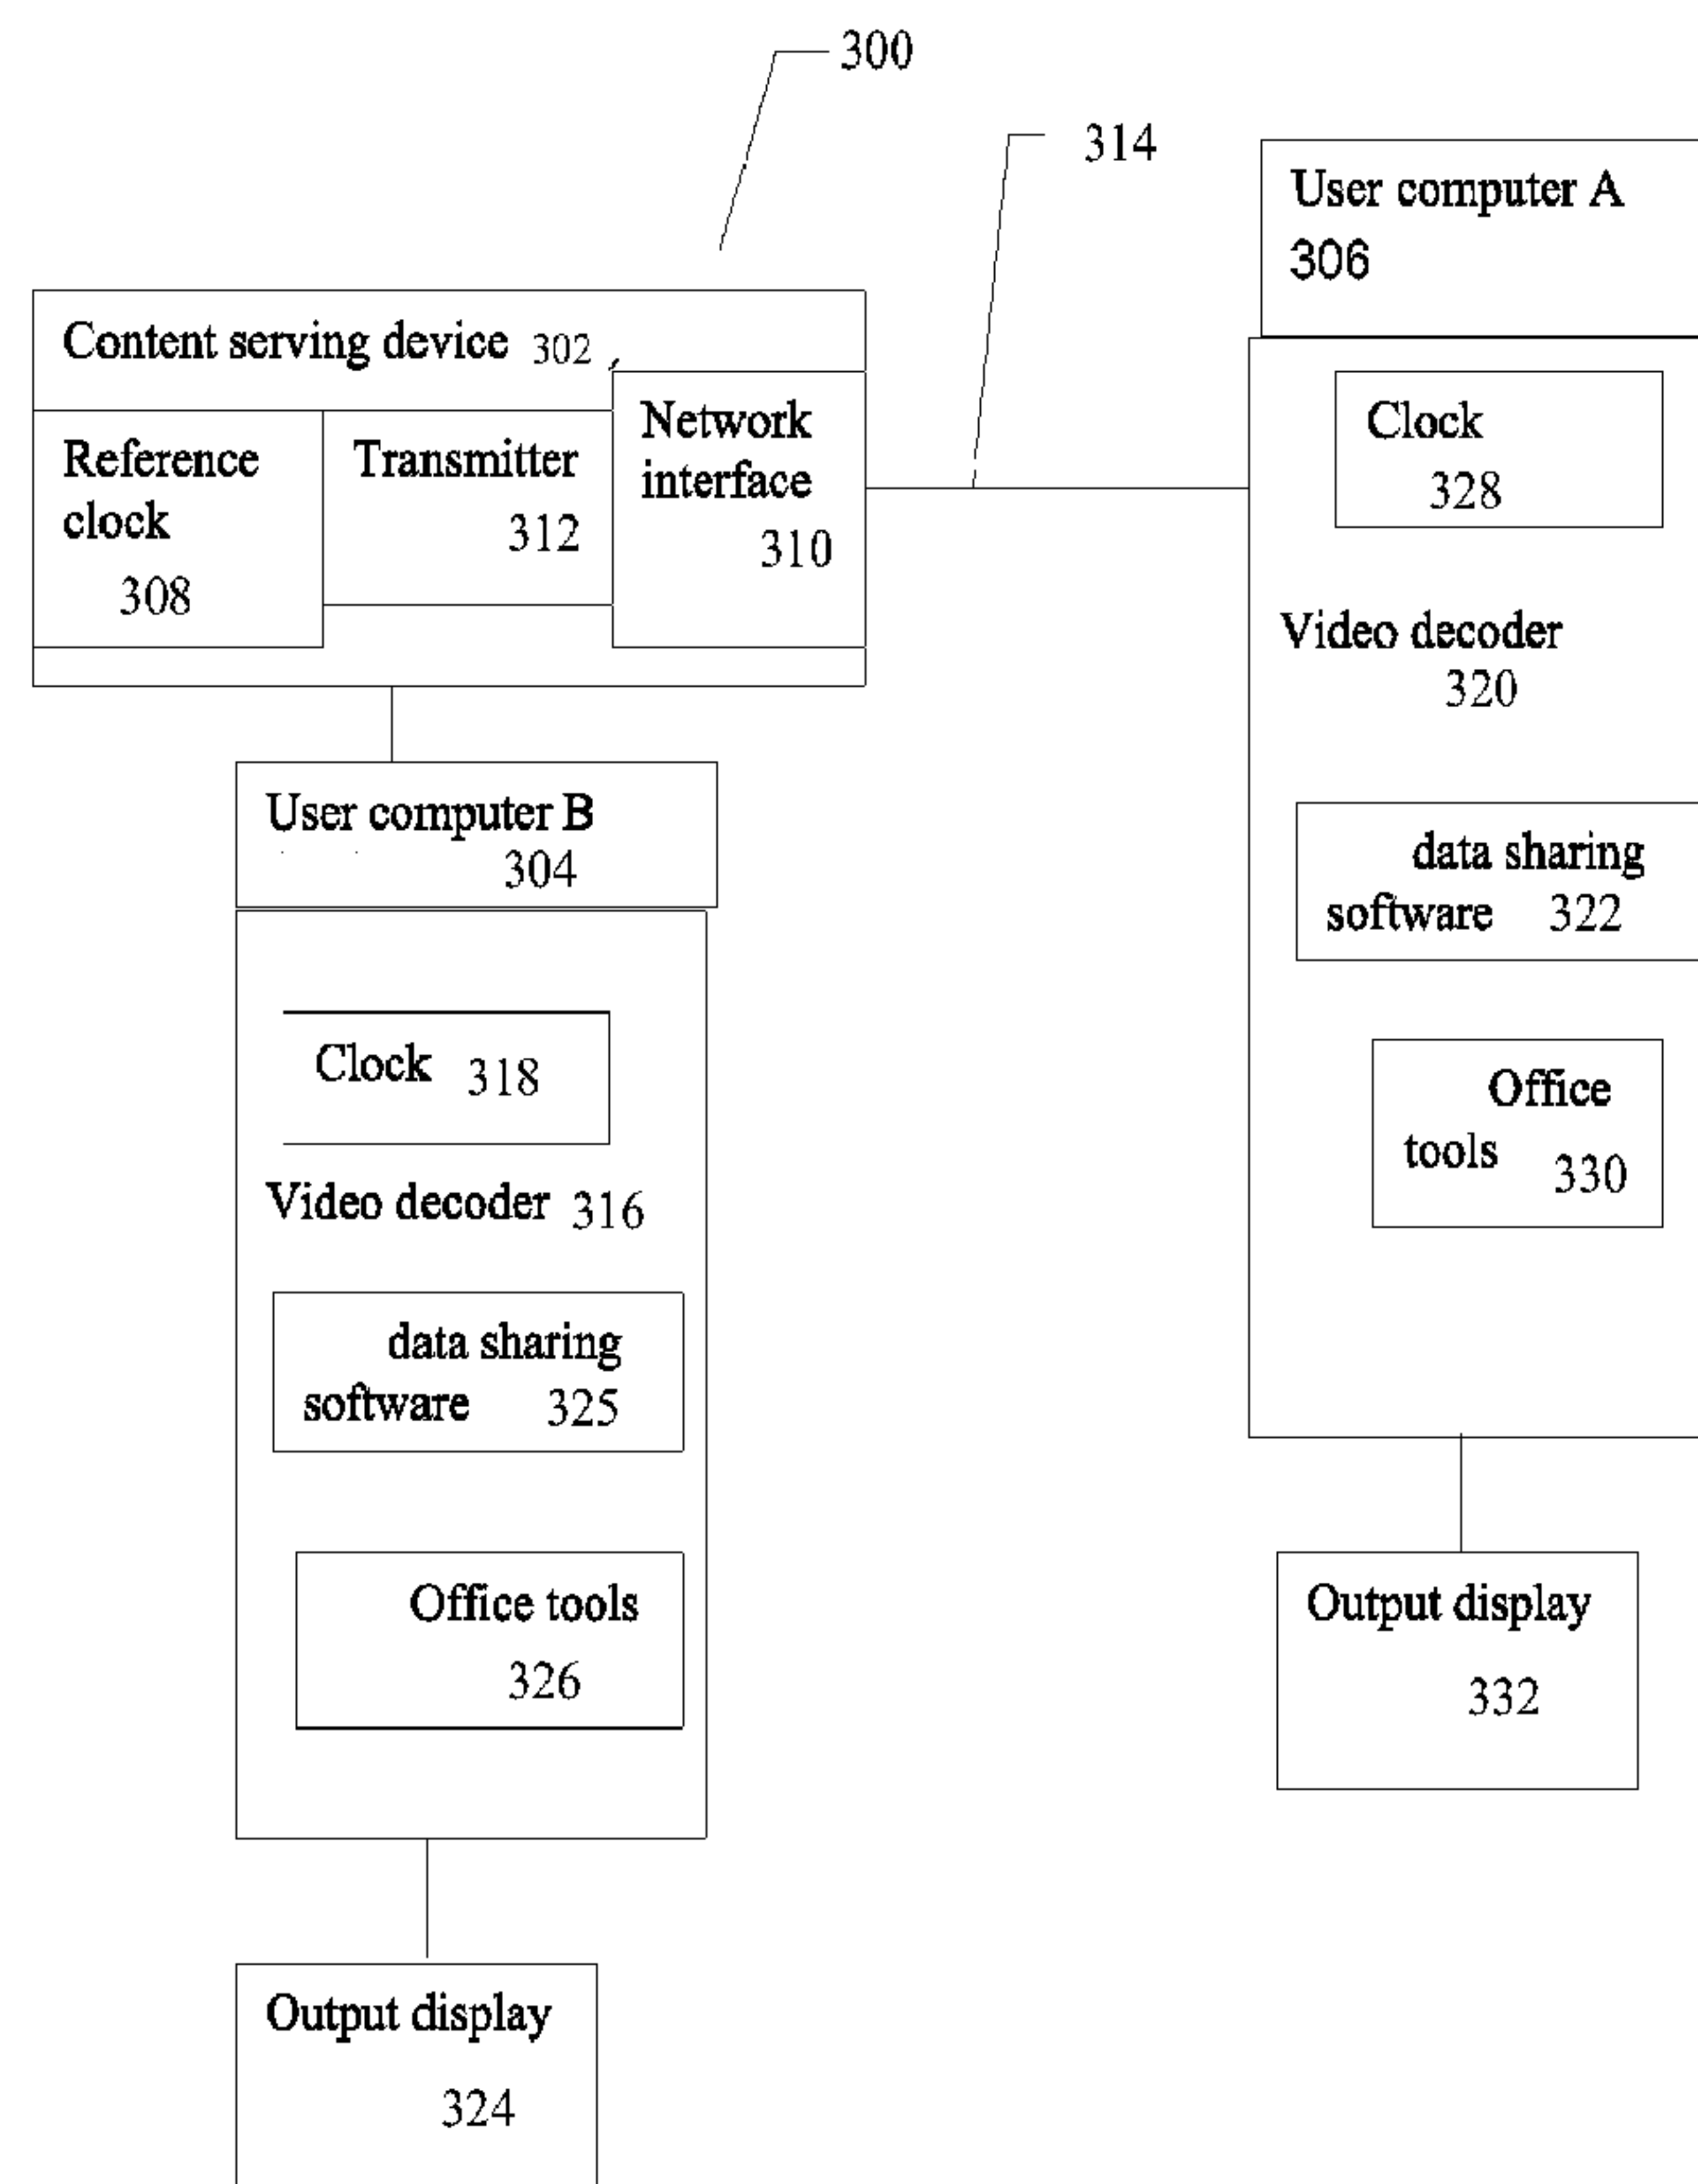 300
314
User computer A
306
Content serving device 302
Reference
clock
308
Transmitter
312
Network
interface
310
Clock
328
Video decoder
320
data sharing
software 322
Office
tools 330
Output display
332
User computer B
304
Clock 318
Video decoder 316
data sharing
software 325
Office tools
326
Output display
324